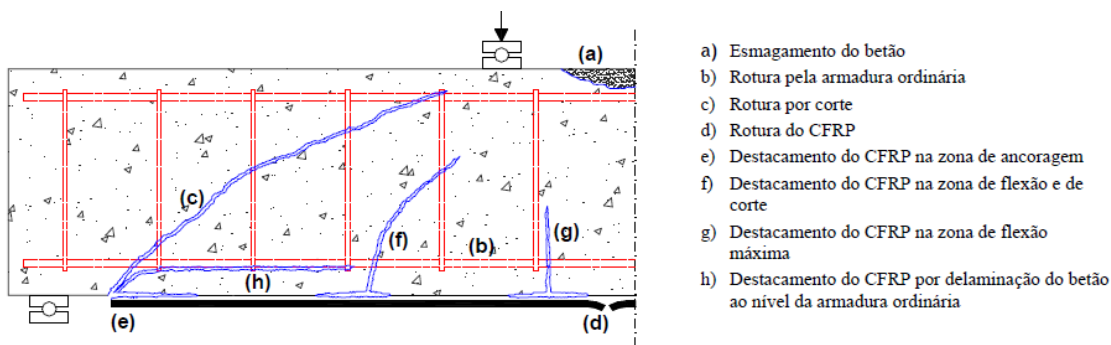 (a)
(c)
(f)
(b)
(g)
(h)
(e)
(d)
a) Esmagamento do betão
b) Rotura pela armadura ordinária
c) Rotura por corte
d) Rotura do CFRP
e) Destacamento do CFRP na zona de ancoragem
f) Destacamento do CFRP na zona de flexão e de
corte
g) Destacamento do CFRP na zona de flexão
máxima
h) Destacamento do CFRP por delaminação do betão
ao nível da armadura ordinária